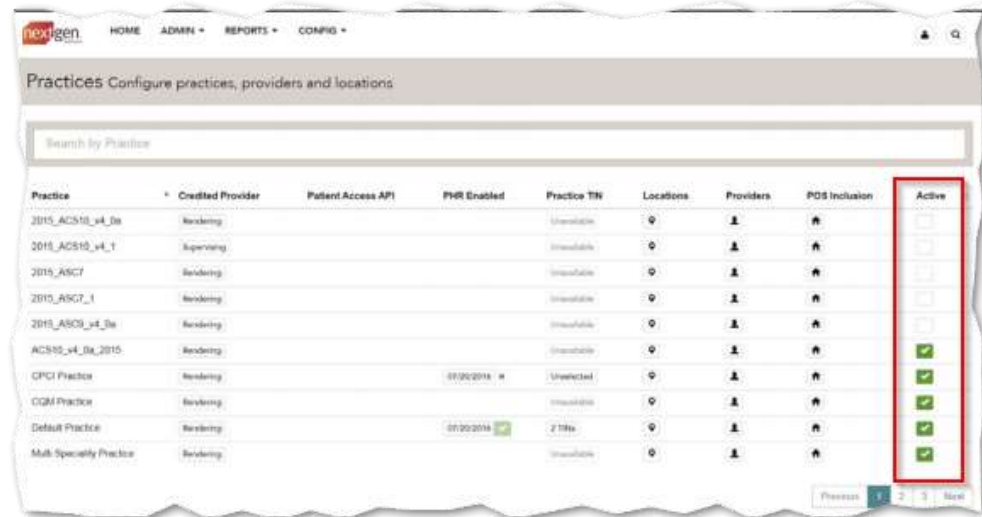 nextgen HOME ADMIN REPORTS CONFIG
Practices Configure practices, providers and locations
Search by Practice
Practice Credited Provider Patient Access API PHR Enabled Practice TIN Locations Providers POS Inclusion Active
2015_ACS10_v4_0a Rendering Unavailable
2015_ACS10_v4_1 Supervising Unavailable
2015_ASC7 Rendering Unavailable
2015_ASC7_1 Rendering Unavailable
2015_ASC9_v4_0a Rendering Unavailable
ACS10_v4_0a_2015 Rendering Unavailable
CPCI Practice Rendering 07/20/2016 Unselected
CQM Practice Rendering Unavailable
Default Practice Rendering 07/20/2016 2 TINs
Multi Speciality Practice Rendering Unavailable
Previous 1 2 3 Next